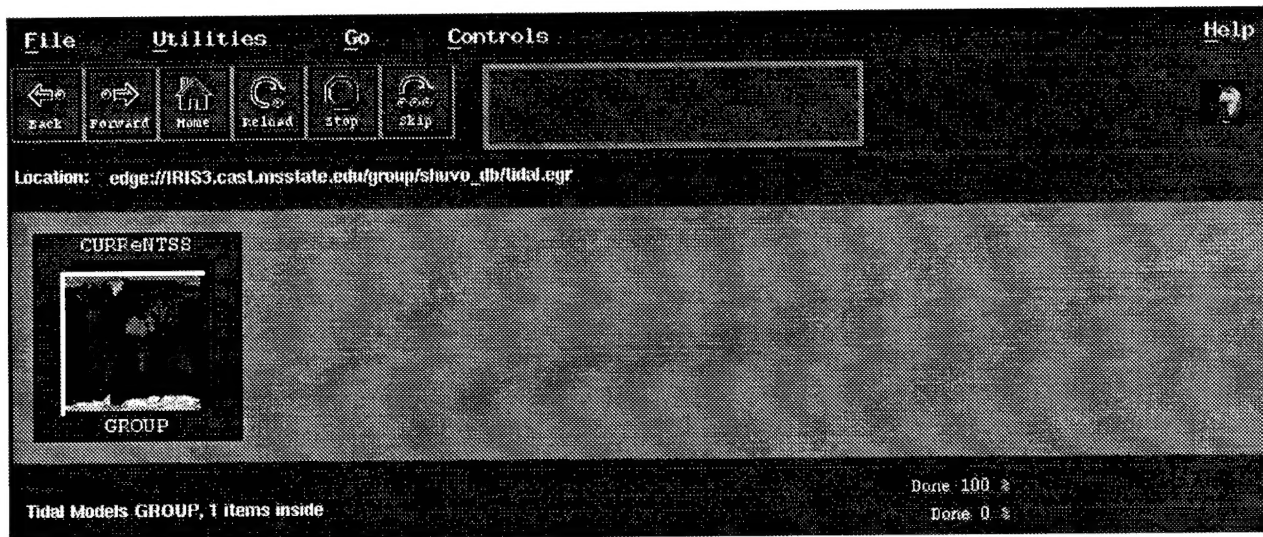 File Utilities Go Controls Help
Back Forward Home Reload Stop Skip
Location: edge://IRIS3.cast.msstate.edu/group/shuvo_db/tidal.egr
CURReNTSS
GROUP
Done 100 %
Tidal Models GROUP, 1 items inside
Done 0 %